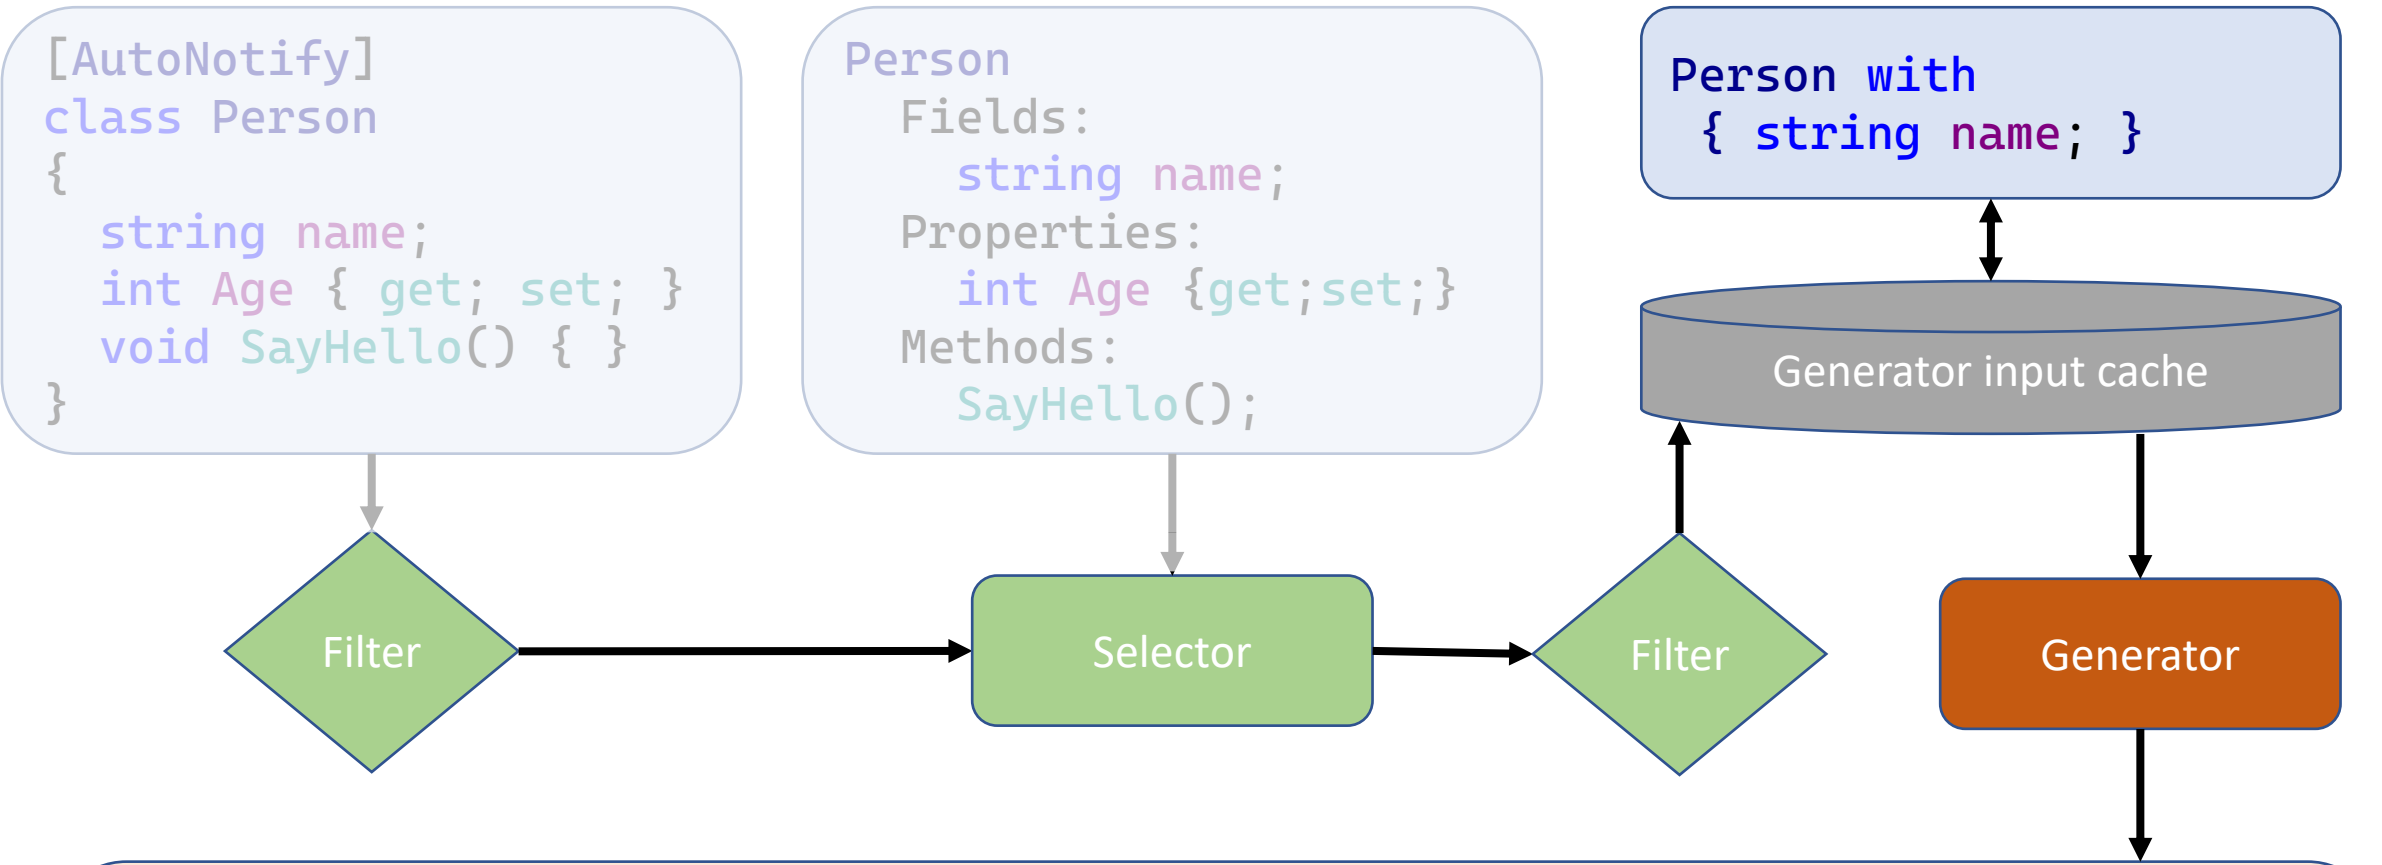 [AutoNotify]
class Person
{
  string name;
  int Age { get; set; }
  void SayHello() { }
}
Person
  Fields:
    string name;
  Properties:
    int Age {get;set;}
  Methods:
    SayHello();
Person with
 { string name; }
Generator input cache
Filter
Selector
Filter
Generator